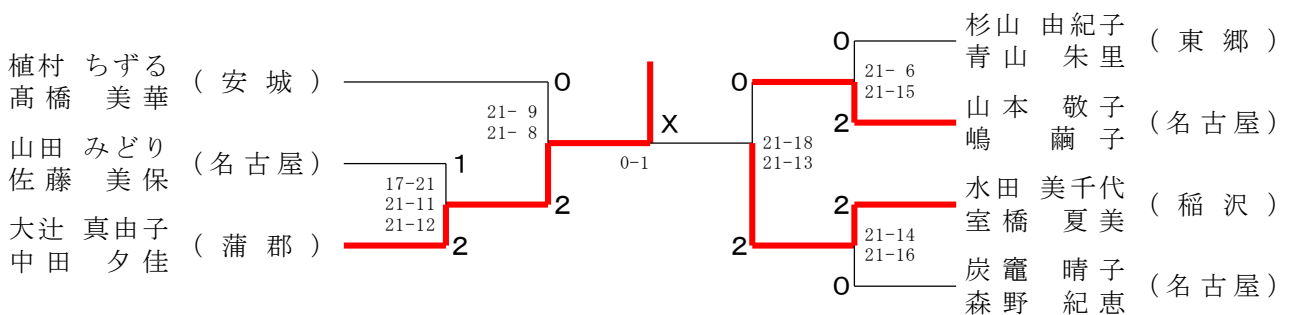 植村 ちずる
髙橋 美華
(安城)
0
21- 9
21- 8
山田 みどり
佐藤 美保
(名古屋)
1
17-21
21-11
21-12
2
大辻 真由子
中田 夕佳
(蒲郡)
2
X
0-1
杉山 由紀子
青山 朱里
(東郷)
0
21- 6
21-15
0
山本 敬子
嶋 繭子
(名古屋)
2
21-18
21-13
水田 美千代
室橋 夏美
(稲沢)
2
21-14
21-16
2
炭竈 晴子
森野 紀恵
(名古屋)
0